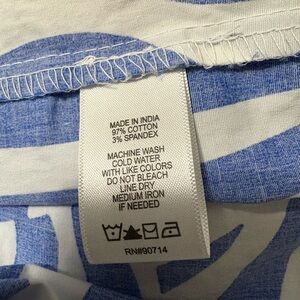 MADE IN INDIA
97% COTTON
3% SPANDEX
MACHINE WASH
COLD WATER
WITH LIKE COLORS
DO NOT BLEACH
LINE DRY
MEDIUM IRON
IF NEEDED
RN#90714